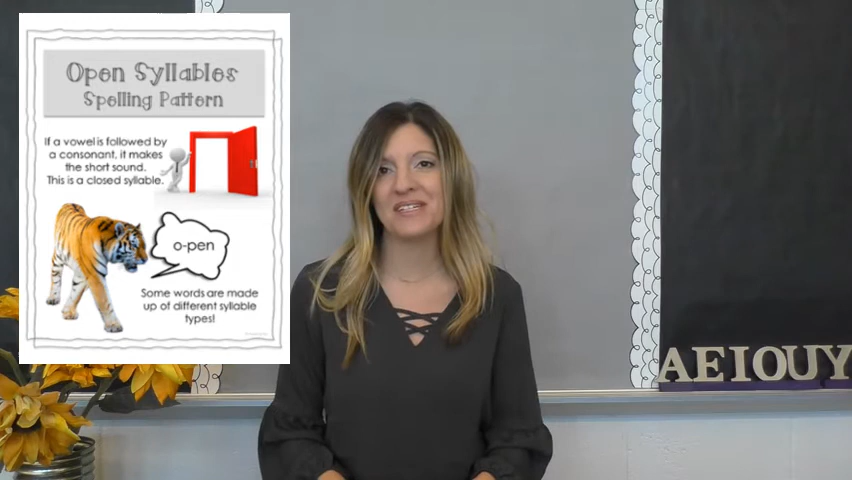 Open Syllables
Spelling Pattern
If a vowel is followed by
a consonant, it makes
the short sound.
This is a closed syllable.
o-pen
Some words are made
up of different syllable
types!
AEIOUY